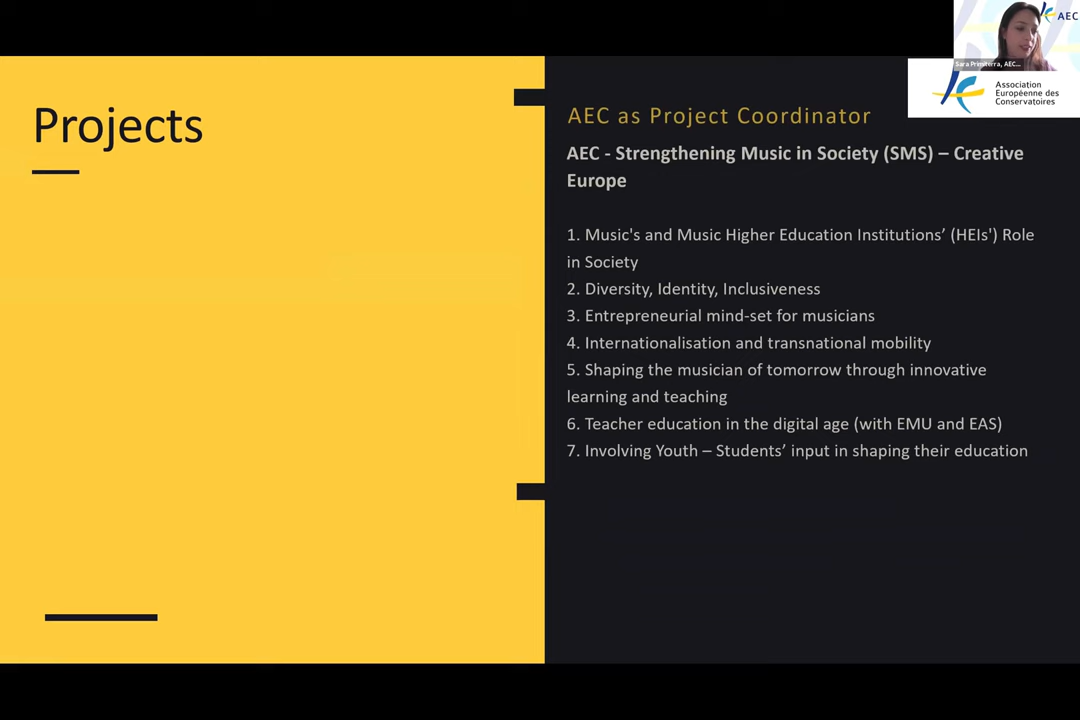 AEC
Sara Primiterra, AEC...
Association
Européenne des
Conservatoires
Projects
AEC as Project Coordinator
AEC - Strengthening Music in Society (SMS) – Creative
Europe
1. Music's and Music Higher Education Institutions’ (HEIs') Role
in Society
2. Diversity, Identity, Inclusiveness
3. Entrepreneurial mind-set for musicians
4. Internationalisation and transnational mobility
5. Shaping the musician of tomorrow through innovative
learning and teaching
6. Teacher education in the digital age (with EMU and EAS)
7. Involving Youth – Students’ input in shaping their education